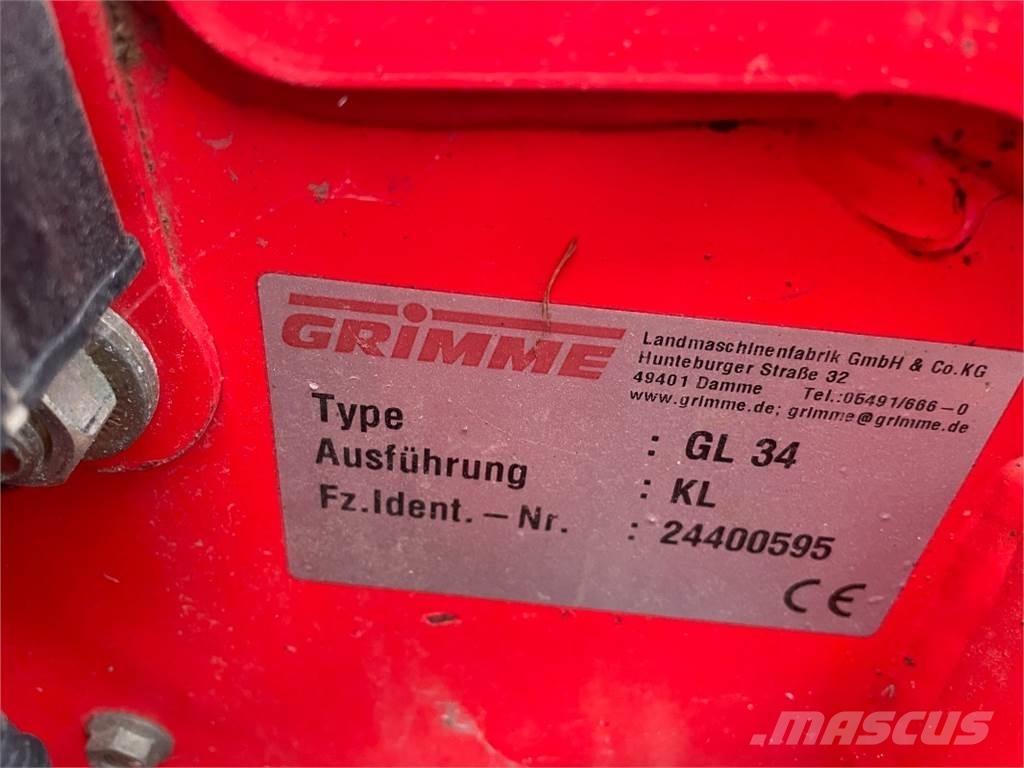 GRIMME
Landmaschinenfabrik GmbH & Co.KG
Hunteburger Straße 32
49401 Damme Tel.:05491/666-0
www.grimme.de; grimme@grimme.de
Type : GL 34
Ausführung : KL
Fz.Ident.-Nr. : 24400595
CE
MASCUS